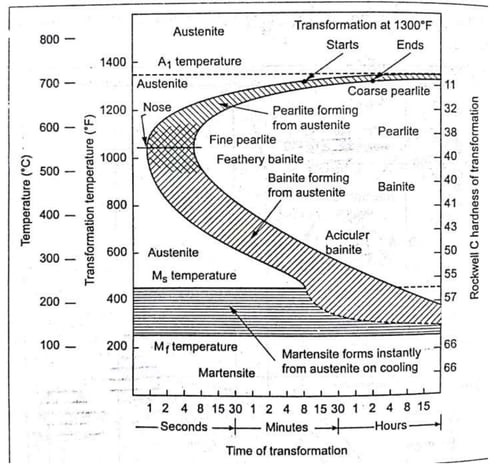 Austenite
Transformation at 1300°F
Starts
Ends
800
700
600
500
400
300
200
100
Temperature (°C)
1400
1200
1000
800
600
400
200
Transformation temperature (°F)
A1 temperature
Austenite
Nose
Coarse pearlite
Pearlite forming
from austenite
Pearlite
Fine pearlite
Feathery bainite
Bainite forming
from austenite
Bainite
Acicular
bainite
Austenite
Ms temperature
Mf temperature
Martensite forms instantly
from austenite on cooling
Martensite
11
32
38
40
40
41
43
50
55
57
66
66
Rockwell C hardness of transformation
1 2 4 8 15 30 1 2 4 8 15 30 1 2 4 8 15
Seconds
Minutes
Hours
Time of transformation